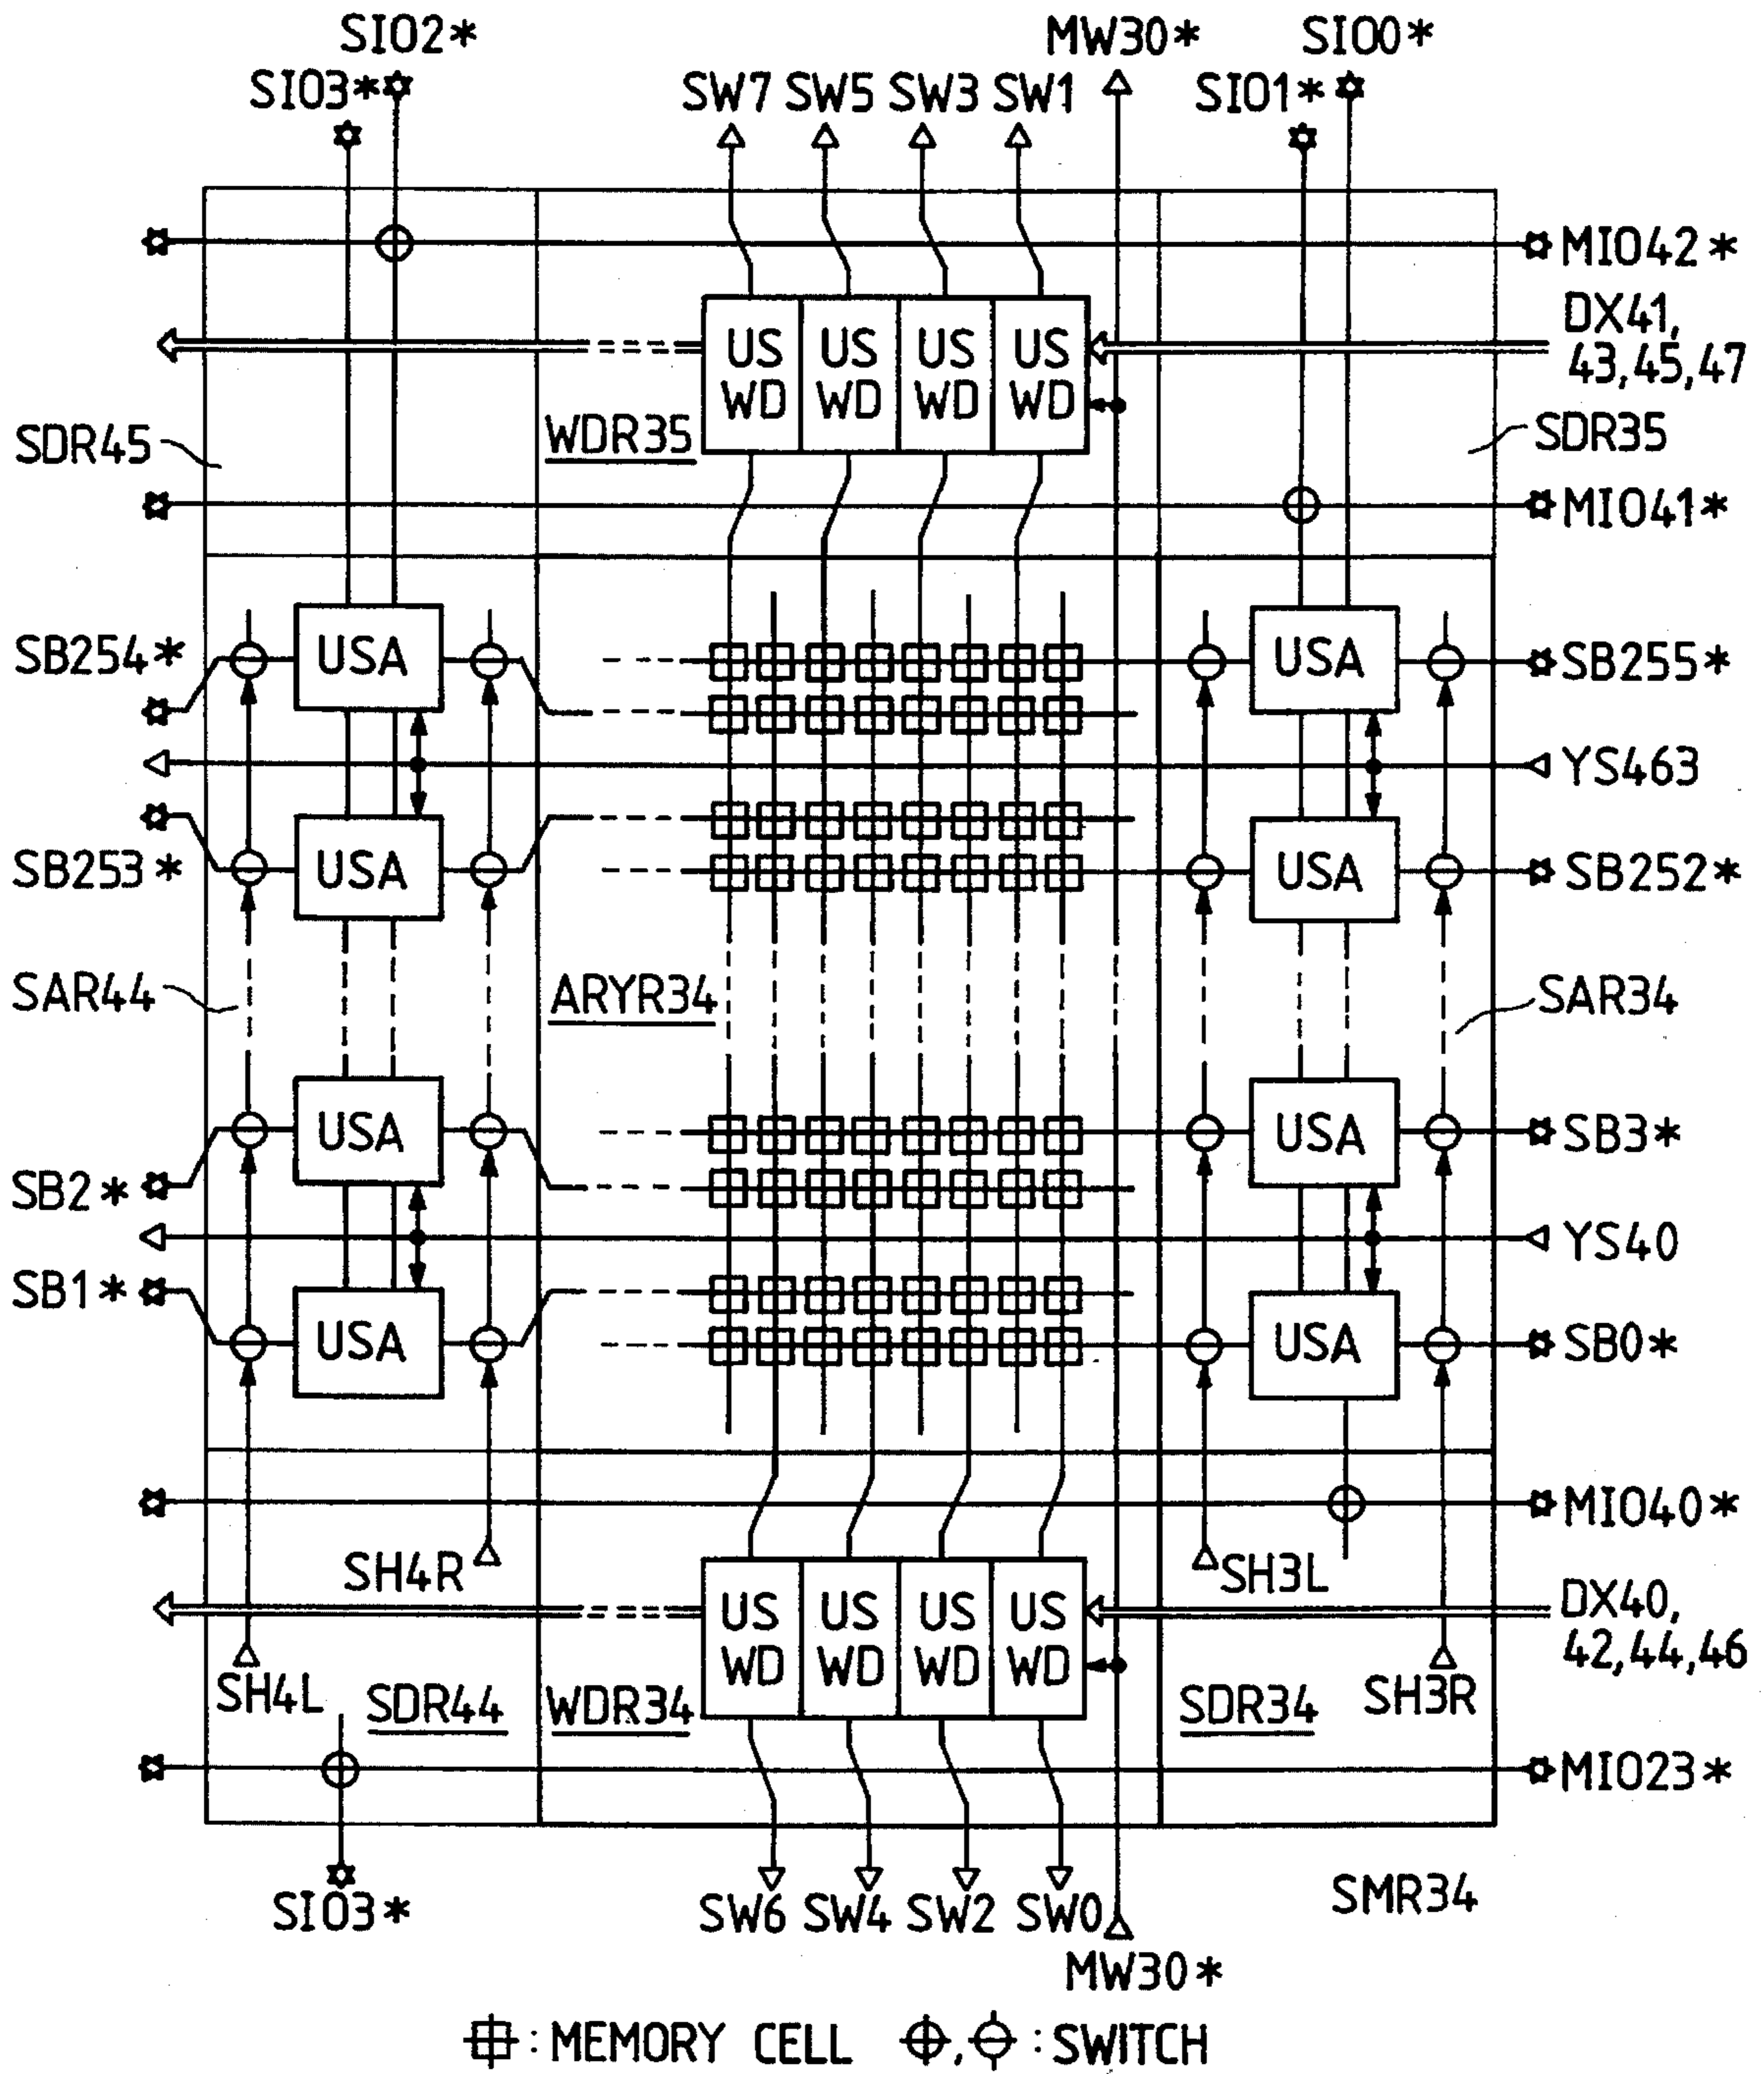 SIO2*
MW30*
SIO0*
SIO3*
SW7 SW5 SW3 SW1
SIO1*
MIO42*
DX41,
43,45,47
US WD
US WD
US WD
US WD
WDR35
SDR45
SDR35
MIO41*
SB254*
USA
USA
SB255*
YS463
SB253*
USA
USA
SB252*
SAR44
ARYR34
SAR34
USA
USA
SB3*
SB2*
YS40
SB1*
USA
USA
SB0*
MIO40*
SH4R
SH3L
US WD
US WD
US WD
US WD
DX40,
42,44,46
SH4L
SDR44
WDR34
SDR34
SH3R
MIO23*
SIO3*
SW6 SW4 SW2 SW0
SMR34
MW30*
: MEMORY CELL , : SWITCH